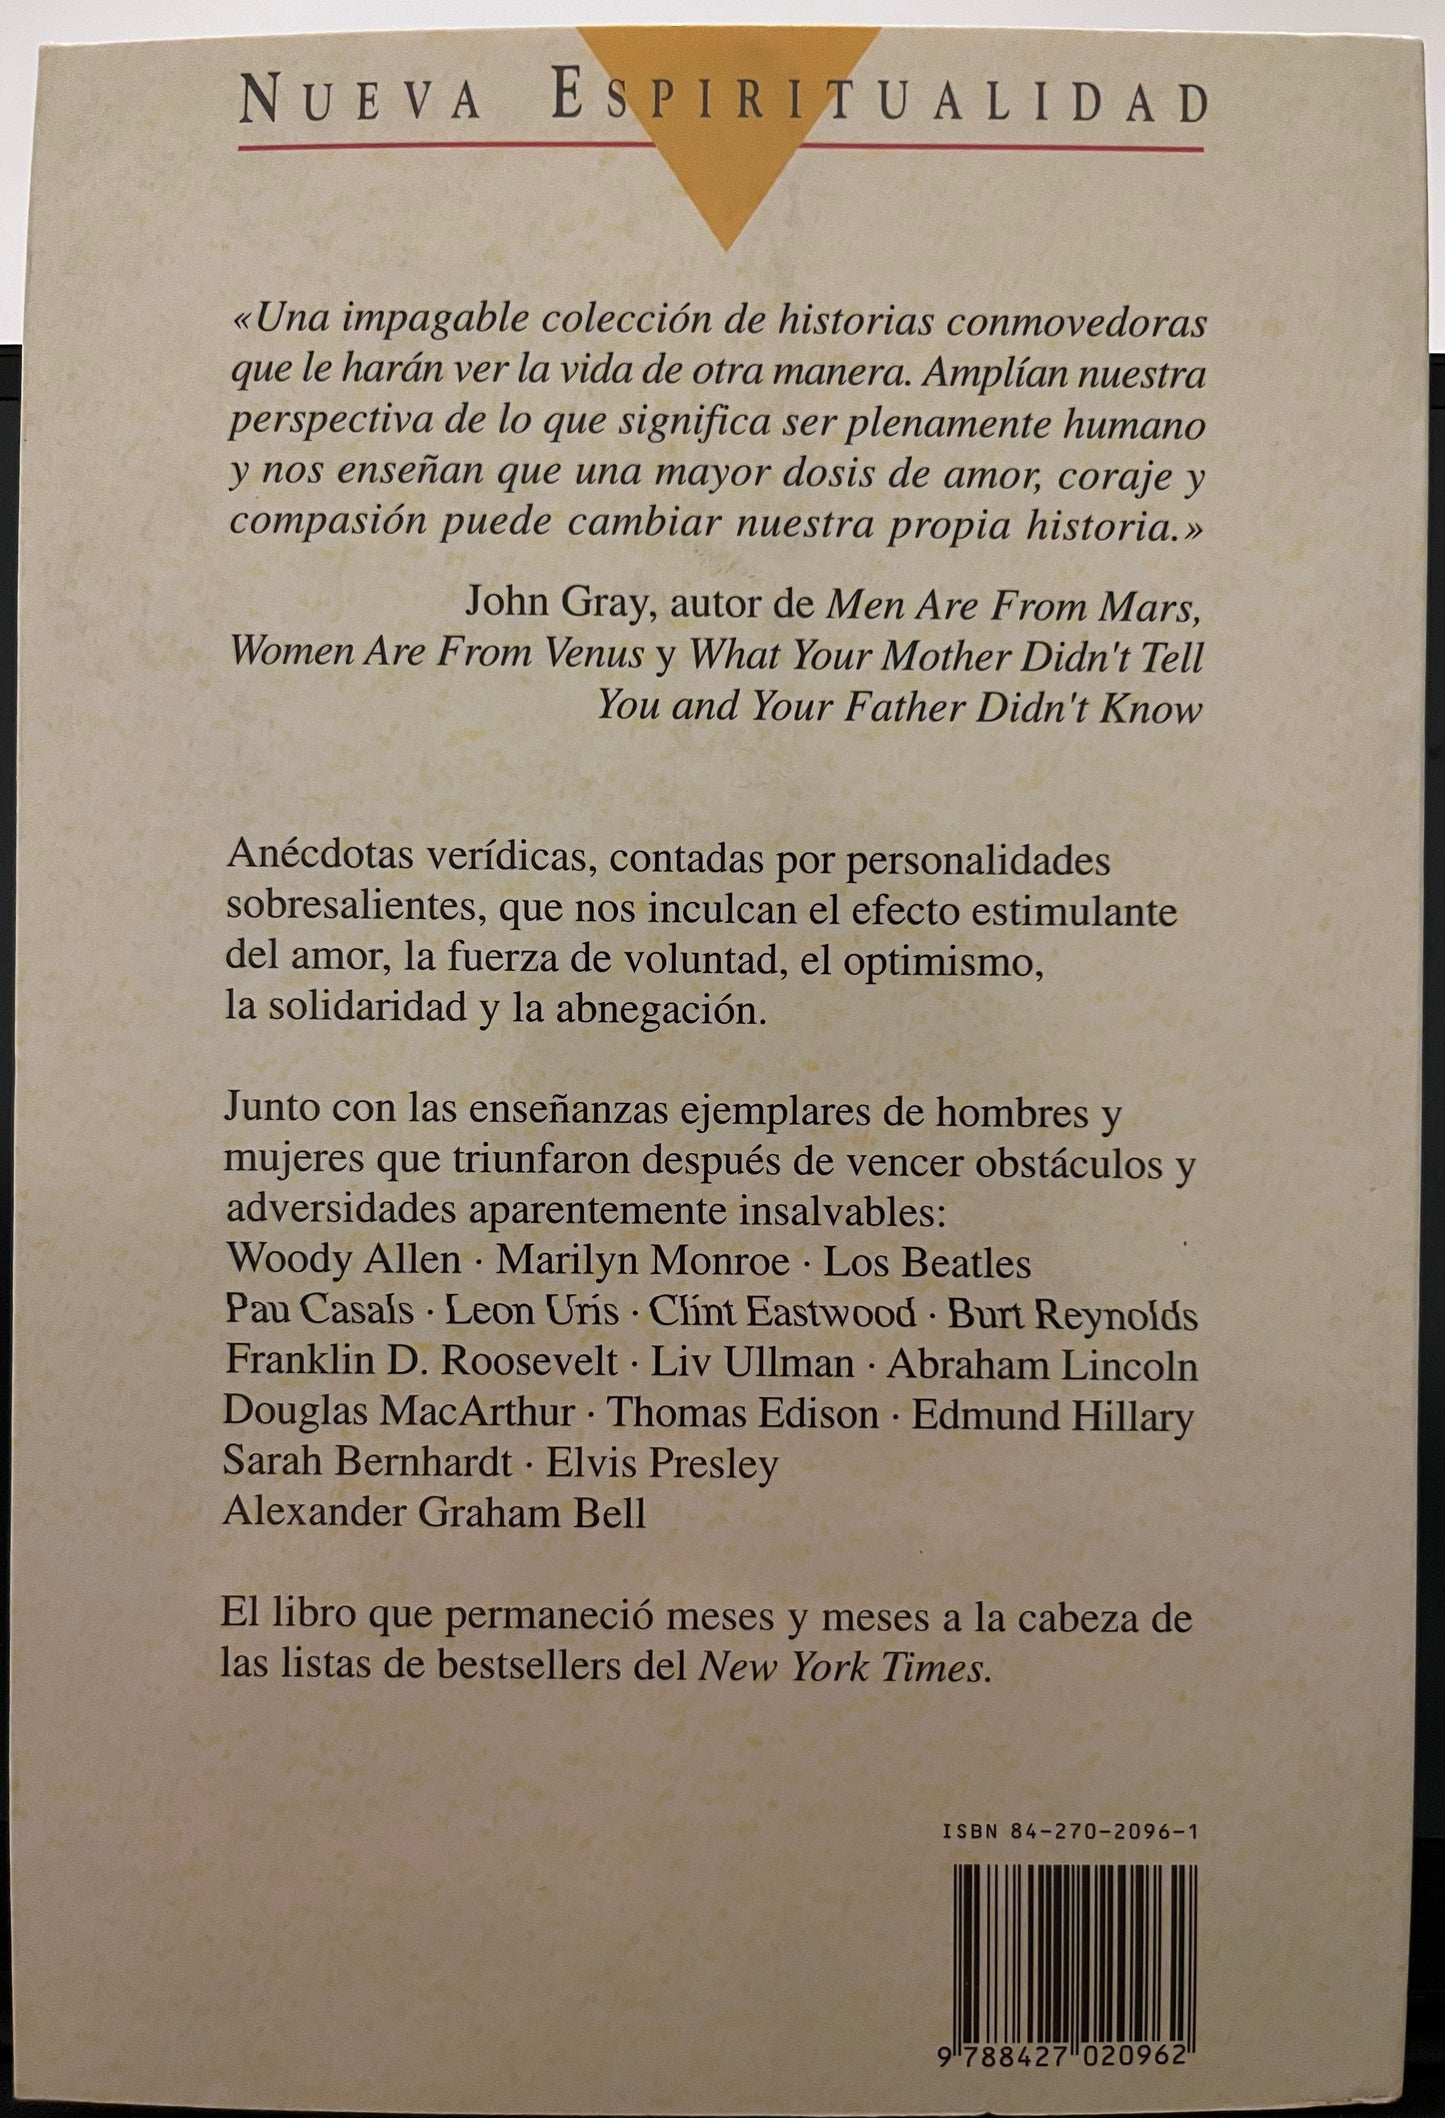 NUEVA ESPIRITUALIDAD
«Una impagable colección de historias conmovedoras
que le harán ver la vida de otra manera. Amplían nuestra
perspectiva de lo que significa ser plenamente humano
y nos enseñan que una mayor dosis de amor, coraje y
compasión puede cambiar nuestra propia historia.»
John Gray, autor de Men Are From Mars,
Women Are From Venus y What Your Mother Didn't Tell
You and Your Father Didn't Know
Anécdotas verídicas, contadas por personalidades
sobresalientes, que nos inculcan el efecto estimulante
del amor, la fuerza de voluntad, el optimismo,
la solidaridad y la abnegación.
Junto con las enseñanzas ejemplares de hombres y
mujeres que triunfaron después de vencer obstáculos y
adversidades aparentemente insalvables:
Woody Allen · Marilyn Monroe · Los Beatles
Pau Casals · Leon Uris · Clint Eastwood · Burt Reynolds
Franklin D. Roosevelt · Liv Ullman · Abraham Lincoln
Douglas MacArthur · Thomas Edison · Edmund Hillary
Sarah Bernhardt · Elvis Presley
Alexander Graham Bell
El libro que permaneció meses y meses a la cabeza de
las listas de bestsellers del New York Times.
ISBN 84-270-2096-1
9 788427 020962